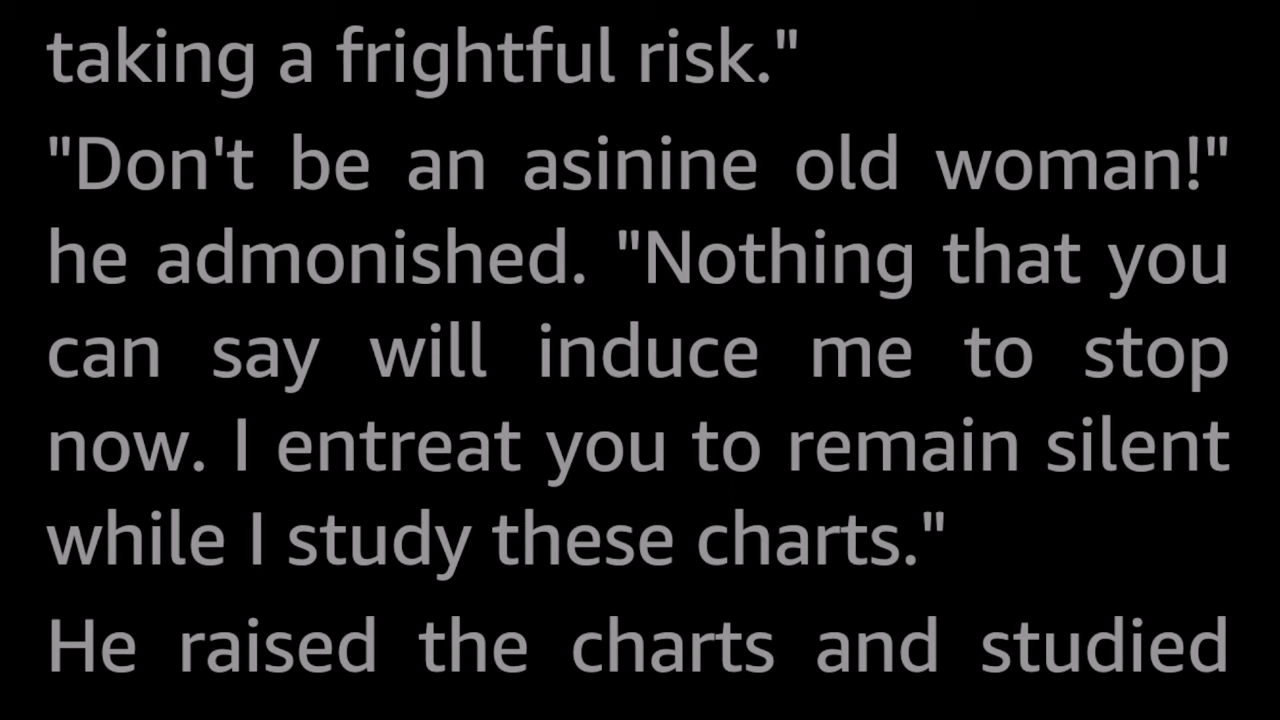 taking a frightful risk."
"Don't be an asinine old woman!"
he admonished. "Nothing that you
can say will induce me to stop
now. I entreat you to remain silent
while I study these charts."
He raised the charts and studied